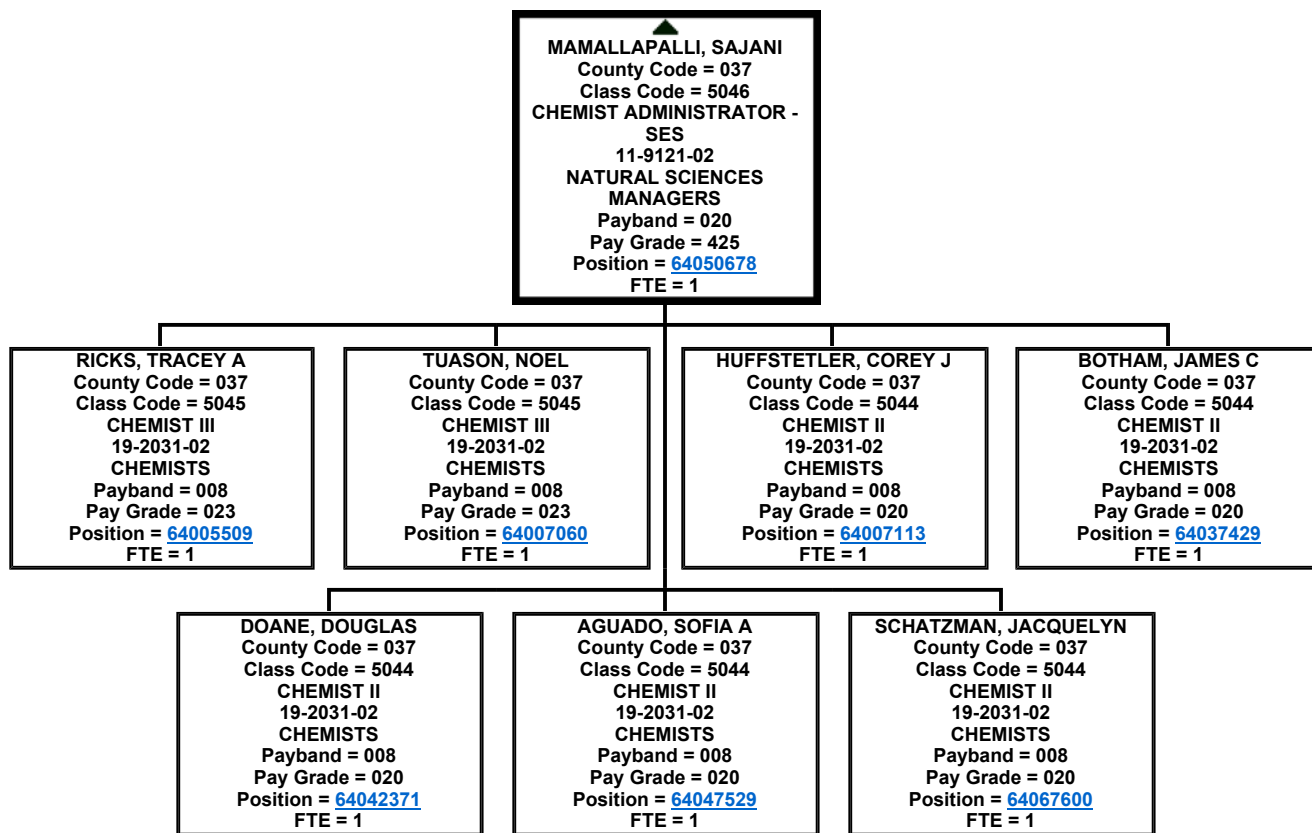 MAMALLAPALLI, SAJANI
County Code = 037
Class Code = 5046
CHEMIST ADMINISTRATOR -
SES
11-9121-02
NATURAL SCIENCES
MANAGERS
Payband = 020
Pay Grade = 425
Position = 64050678
FTE = 1
RICKS, TRACEY A
County Code = 037
Class Code = 5045
CHEMIST III
19-2031-02
CHEMISTS
Payband = 008
Pay Grade = 023
Position = 64005509
FTE = 1
TUASON, NOEL
County Code = 037
Class Code = 5045
CHEMIST III
19-2031-02
CHEMISTS
Payband = 008
Pay Grade = 023
Position = 64007060
FTE = 1
HUFFSTETLER, COREY J
County Code = 037
Class Code = 5044
CHEMIST II
19-2031-02
CHEMISTS
Payband = 008
Pay Grade = 020
Position = 64007113
FTE = 1
BOTHAM, JAMES C
County Code = 037
Class Code = 5044
CHEMIST II
19-2031-02
CHEMISTS
Payband = 008
Pay Grade = 020
Position = 64037429
FTE = 1
DOANE, DOUGLAS
County Code = 037
Class Code = 5044
CHEMIST II
19-2031-02
CHEMISTS
Payband = 008
Pay Grade = 020
Position = 64042371
FTE = 1
AGUADO, SOFIA A
County Code = 037
Class Code = 5044
CHEMIST II
19-2031-02
CHEMISTS
Payband = 008
Pay Grade = 020
Position = 64047529
FTE = 1
SCHATZMAN, JACQUELYN
County Code = 037
Class Code = 5044
CHEMIST II
19-2031-02
CHEMISTS
Payband = 008
Pay Grade = 020
Position = 64067600
FTE = 1